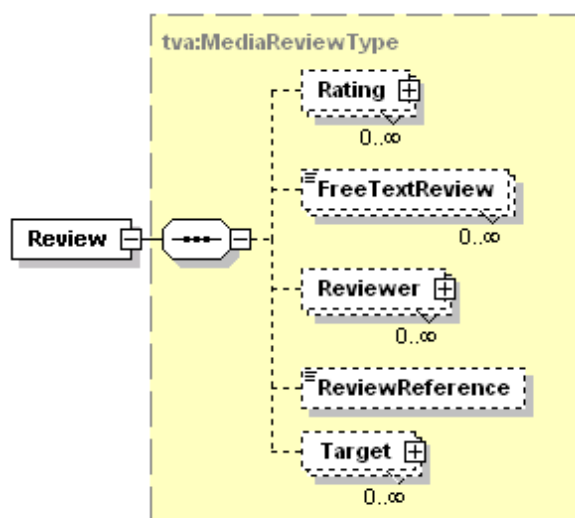 tva:MediaReviewType
Rating
0..∞
FreeTextReview
0..∞
Review
Reviewer
0..∞
ReviewReference
Target
0..∞